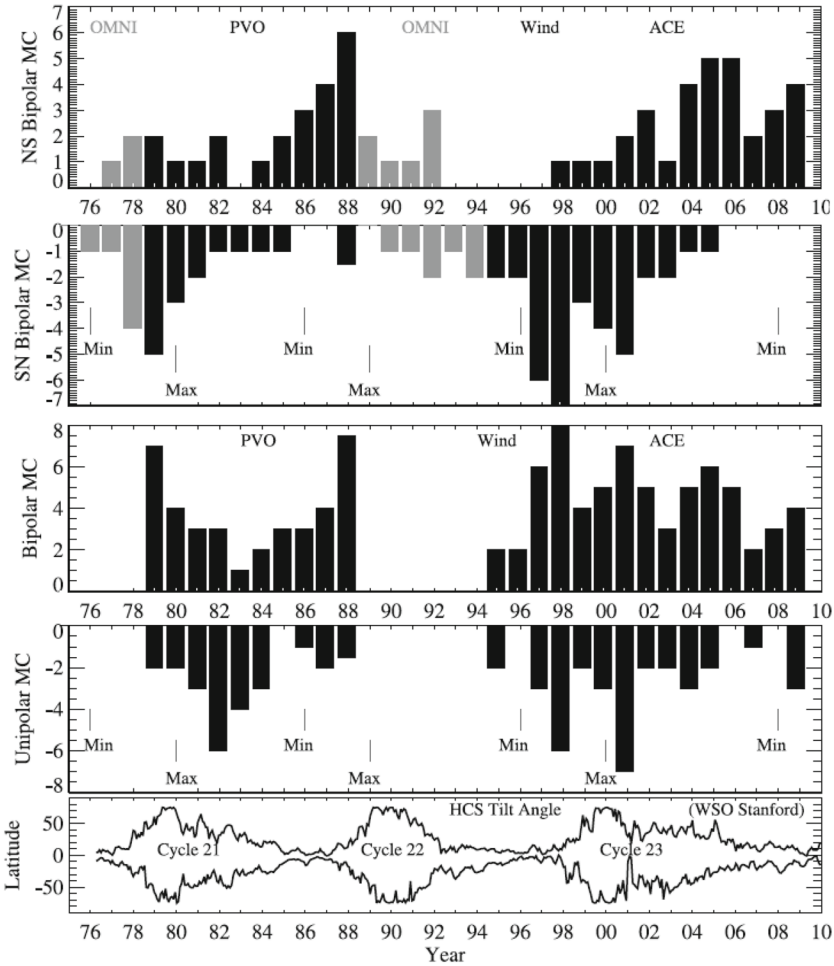 OMNI PVO OMNI Wind ACE
NS Bipolar MC
7
6
5
4
3
2
1
0
76 78 80 82 84 86 88 90 92 94 96 98 00 02 04 06 08 10
SN Bipolar MC
0
-1
-2
-3
-4
-5
-6
-7
Min Min Min Min
Max Max Max
PVO Wind ACE
Bipolar MC
8
6
4
2
0
76 78 80 82 84 86 88 90 92 94 96 98 00 02 04 06 08 10
Unipolar MC
0
-2
-4
-6
-8
Min Min Min Min
Max Max Max
HCS Tilt Angle (WSO Stanford)
Latitude
50
0
-50
Cycle 21 Cycle 22 Cycle 23
76 78 80 82 84 86 88 90 92 94 96 98 00 02 04 06 08 10
Year